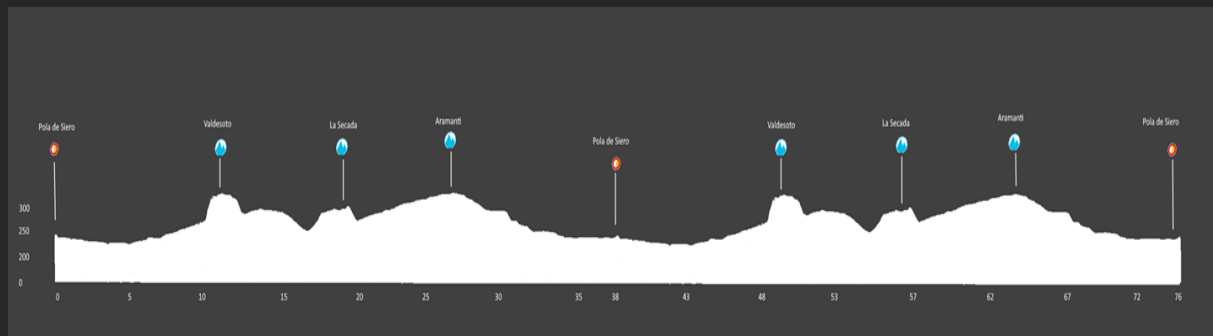 Pola de Siero
Valdesoto
La Secada
Aramanti
Pola de Siero
Valdesoto
La Secada
Aramanti
Pola de Siero
300
250
200
0
0 5 10 15 20 25 30 35 38 43 48 53 57 62 67 72 76